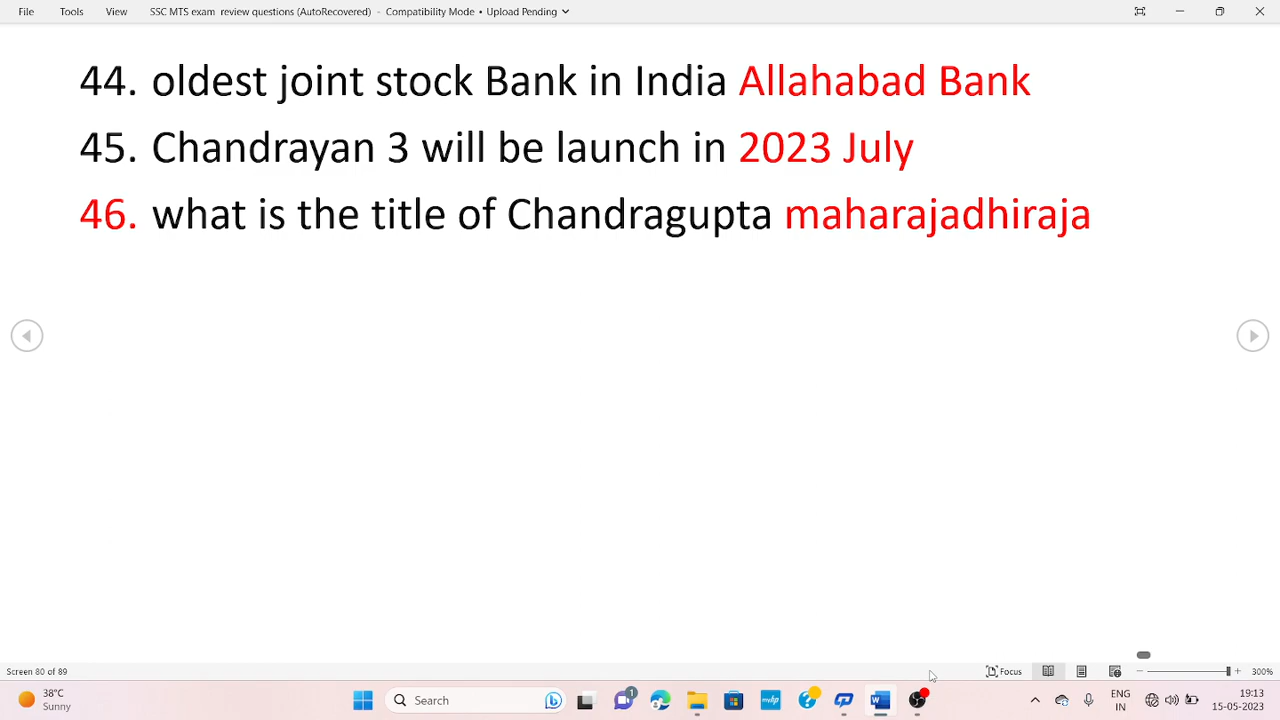 File Tools View SSC MTS exam  review questions (AutoRecovered) - Compatibility Mode • Upload Pending
44. oldest joint stock Bank in India Allahabad Bank
45. Chandrayan 3 will be launch in 2023 July
46. what is the title of Chandragupta maharajadhiraja
Screen 80 of 89 Focus 300%
38°C
Sunny
Search
1
myhp
ENG
IN
19:13
15-05-2023